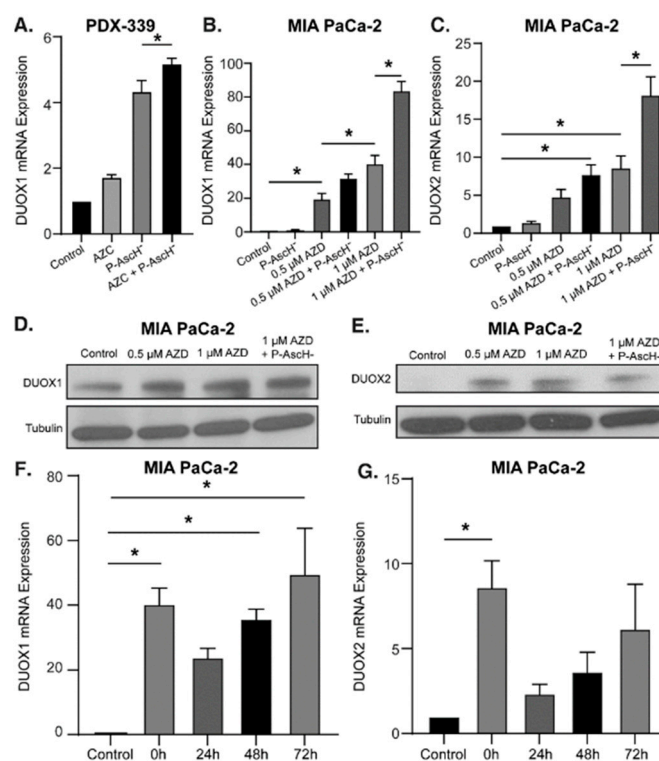 A. PDX-339
DUOX1 mRNA Expression
6
4
2
0
*
Control
AZC
P-AscH⁻
AZC + P-AscH⁻
B. MIA PaCa-2
DUOX1 mRNA Expression
100
80
60
40
20
0
*
*
*
Control
P-AscH⁻
0.5 µM AZD
0.5 µM AZD + P-AscH⁻
1 µM AZD
1 µM AZD + P-AscH⁻
C. MIA PaCa-2
DUOX2 mRNA Expression
25
20
15
10
5
0
*
*
*
Control
P-AscH⁻
0.5 µM AZD
0.5 µM AZD + P-AscH⁻
1 µM AZD
1 µM AZD + P-AscH⁻
D. MIA PaCa-2
Control 0.5 µM AZD 1 µM AZD 1 µM AZD + P-AscH-
DUOX1
Tubulin
E. MIA PaCa-2
Control 0.5 µM AZD 1 µM AZD 1 µM AZD + P-AscH-
DUOX2
Tubulin
F. MIA PaCa-2
DUOX1 mRNA Expression
80
60
40
20
0
*
*
*
Control 0h 24h 48h 72h
G. MIA PaCa-2
DUOX2 mRNA Expression
15
10
5
0
*
Control 0h 24h 48h 72h